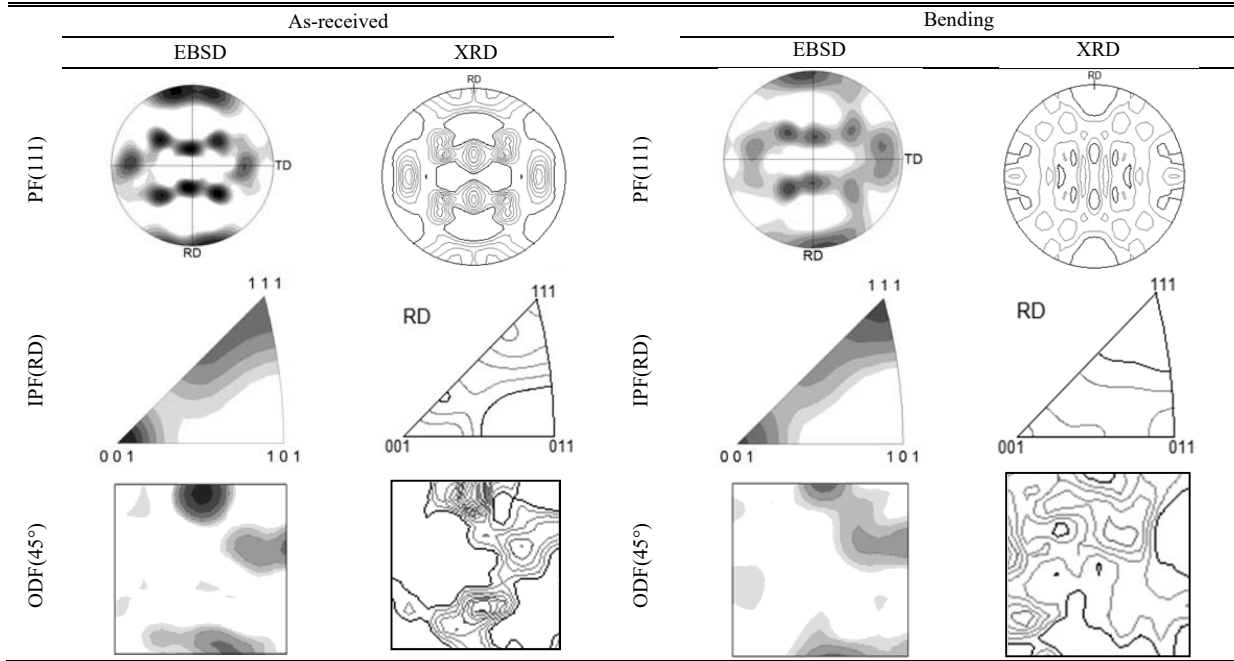 As-received Bending
EBSD XRD EBSD XRD
PF(111)
RD
TD
RD
RD
TD
RD
IPF(RD)
1 1 1
0 0 1
1 0 1
RD
111
001
011
1 1 1
0 0 1
1 0 1
RD
111
001
011
ODF(45°)
PF(111)
IPF(RD)
ODF(45°)